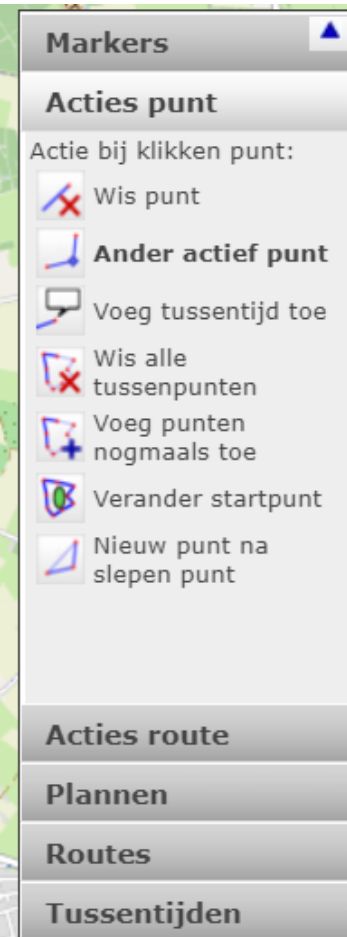 Markers
Acties punt
Actie bij klikken punt:
Wis punt
Ander actief punt
Voeg tussentijd toe
Wis alle
tussenpunten
Voeg punten
nogmaals toe
Verander startpunt
Nieuw punt na
slepen punt
Acties route
Plannen
Routes
Tussentijden